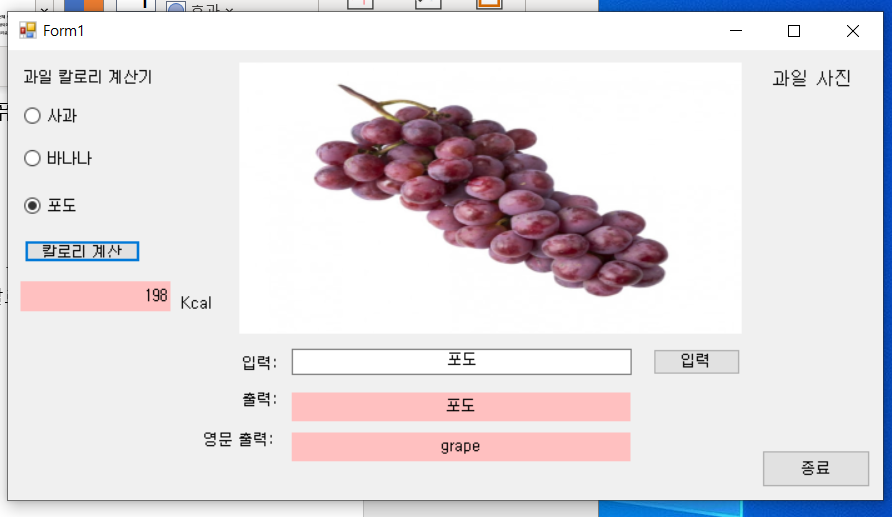 효과
Form1
과일 칼로리 계산기
과일 사진
사과
바나나
포도
칼로리 계산
198 Kcal
입력: 포도 입력
출력: 포도
영문 출력: grape
종료